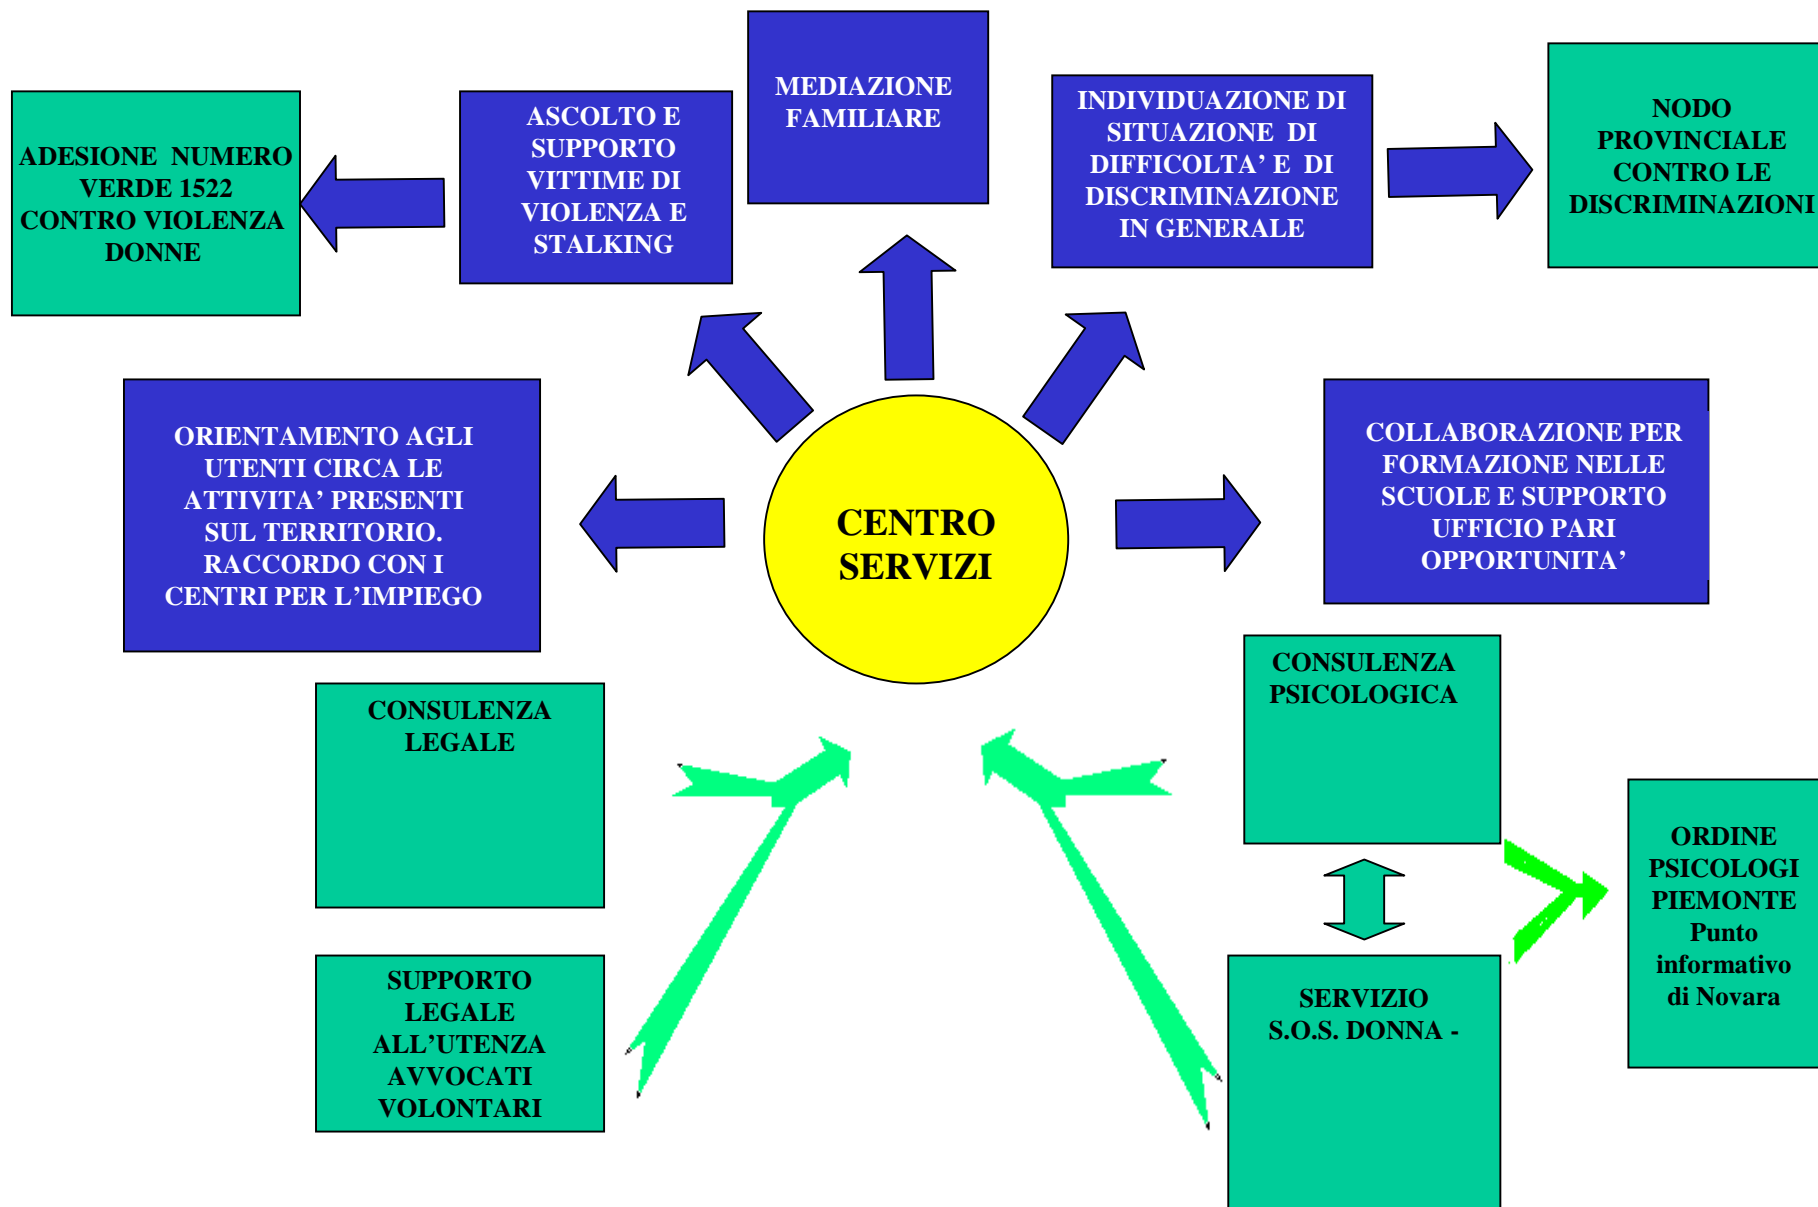 ADESIONE NUMERO
VERDE 1522
CONTRO VIOLENZA
DONNE
ASCOLTO E
SUPPORTO
VITTIME DI
VIOLENZA E
STALKING
MEDIAZIONE
FAMILIARE
INDIVIDUAZIONE DI
SITUAZIONE DI
DIFFICOLTA’ E DI
DISCRIMINAZIONE
IN GENERALE
NODO
PROVINCIALE
CONTRO LE
DISCRIMINAZIONI
ORIENTAMENTO AGLI
UTENTI CIRCA LE
ATTIVITA’ PRESENTI
SUL TERRITORIO.
RACCORDO CON I
CENTRI PER L’IMPIEGO
CENTRO
SERVIZI
COLLABORAZIONE PER
FORMAZIONE NELLE
SCUOLE E SUPPORTO
UFFICIO PARI
OPPORTUNITA’
CONSULENZA
LEGALE
CONSULENZA
PSICOLOGICA
SUPPORTO
LEGALE
ALL’UTENZA
AVVOCATI
VOLONTARI
SERVIZIO
S.O.S. DONNA -
ORDINE
PSICOLOGI
PIEMONTE
Punto
informativo
di Novara